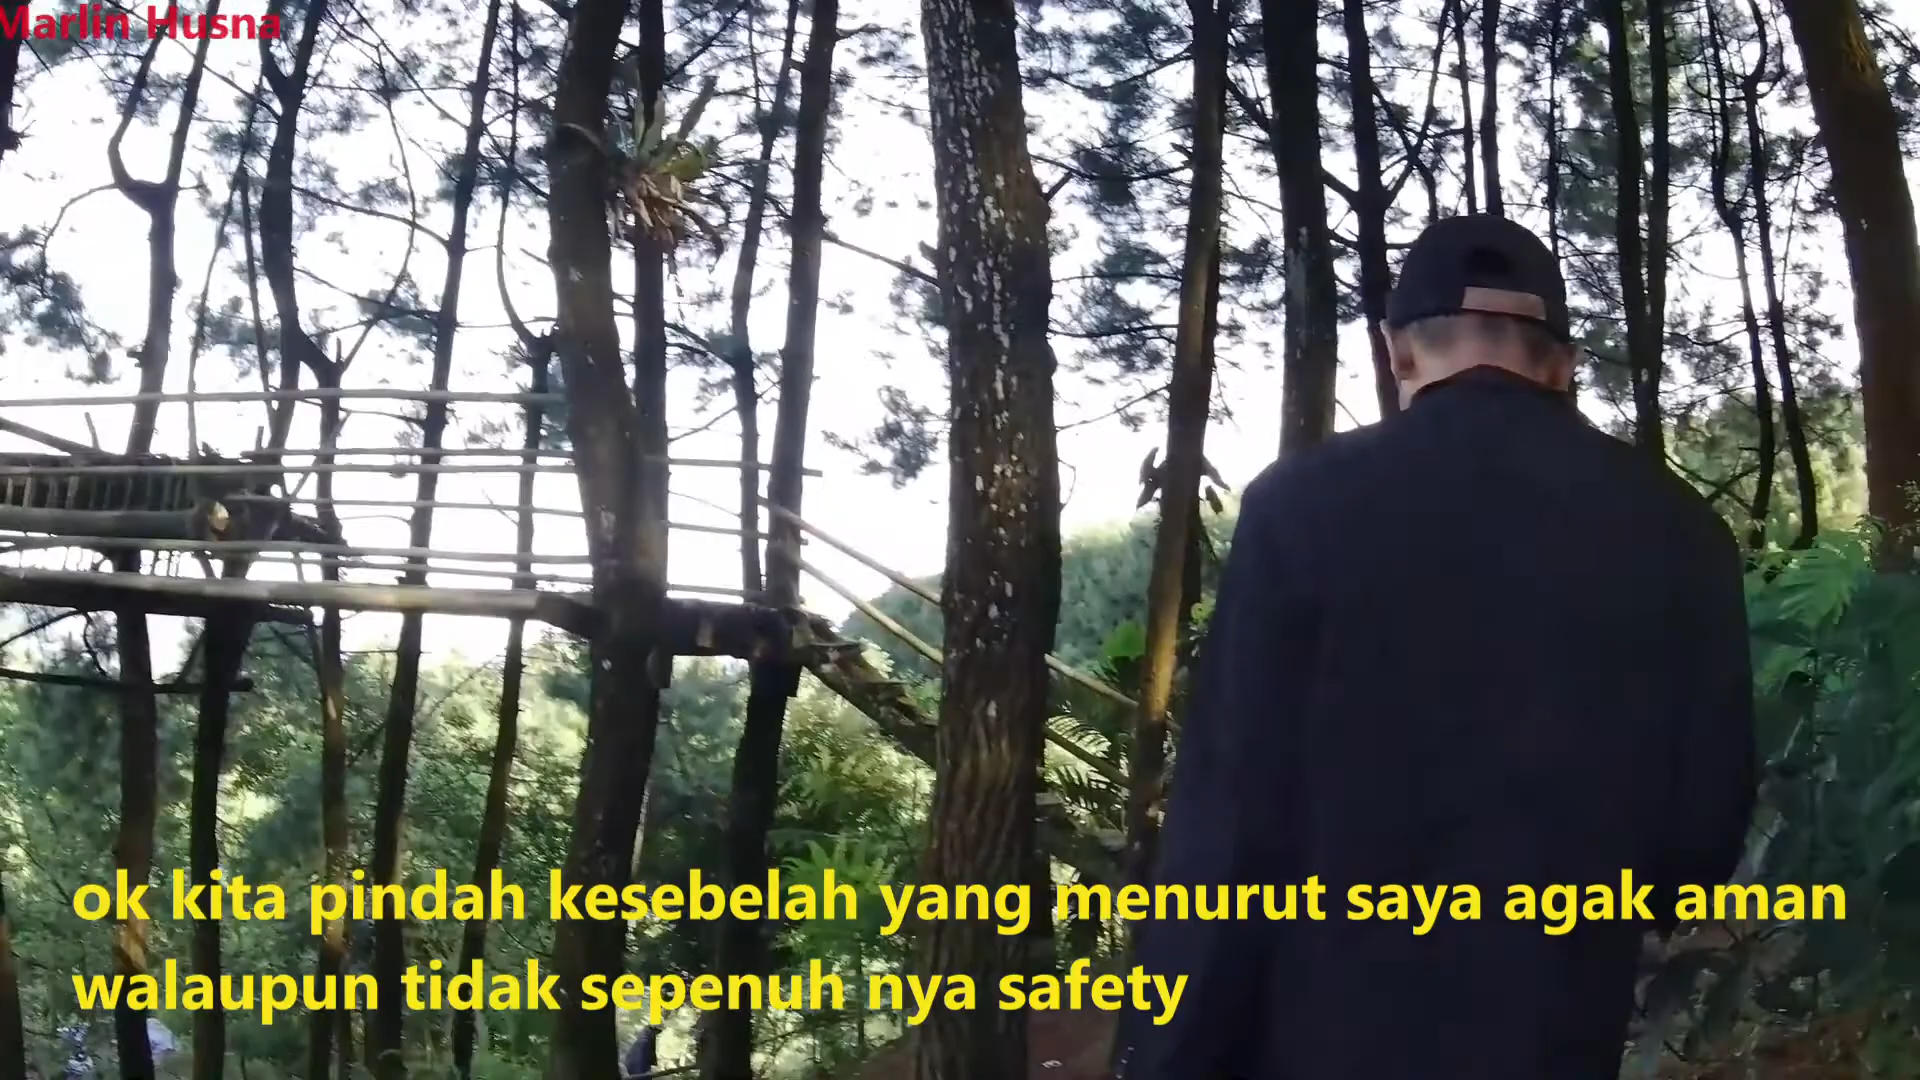 Marlin Husna
ok kita pindah kesebelah yang menurut saya agak aman
walaupun tidak sepenuh nya safety